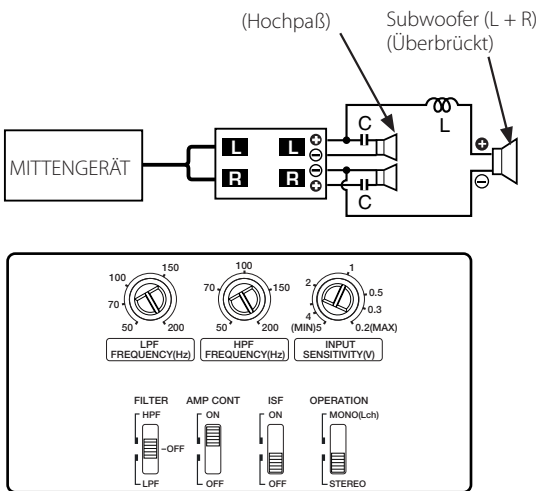 (Hochpaß)
Subwoofer (L + R)
(Überbrückt)
MITTENGERÄT
L L
R R
C
C
L
100 150
70
50 200
LPF
FREQUENCY(Hz)
100
70 150
50 200
HPF
FREQUENCY(Hz)
1
2 0.5
0.3
4
(MIN)5 0.2(MAX)
INPUT
SENSITIVITY(V)
FILTER AMP CONT ISF OPERATION
HPF ON ON MONO(Lch)
OFF
LPF OFF OFF STEREO